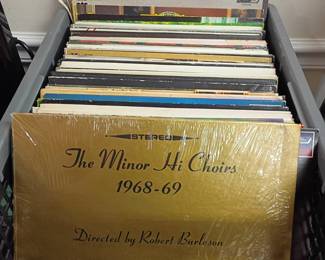 STEREO
The Minor Hi Choirs
1968-69
Directed by Robert Burleson